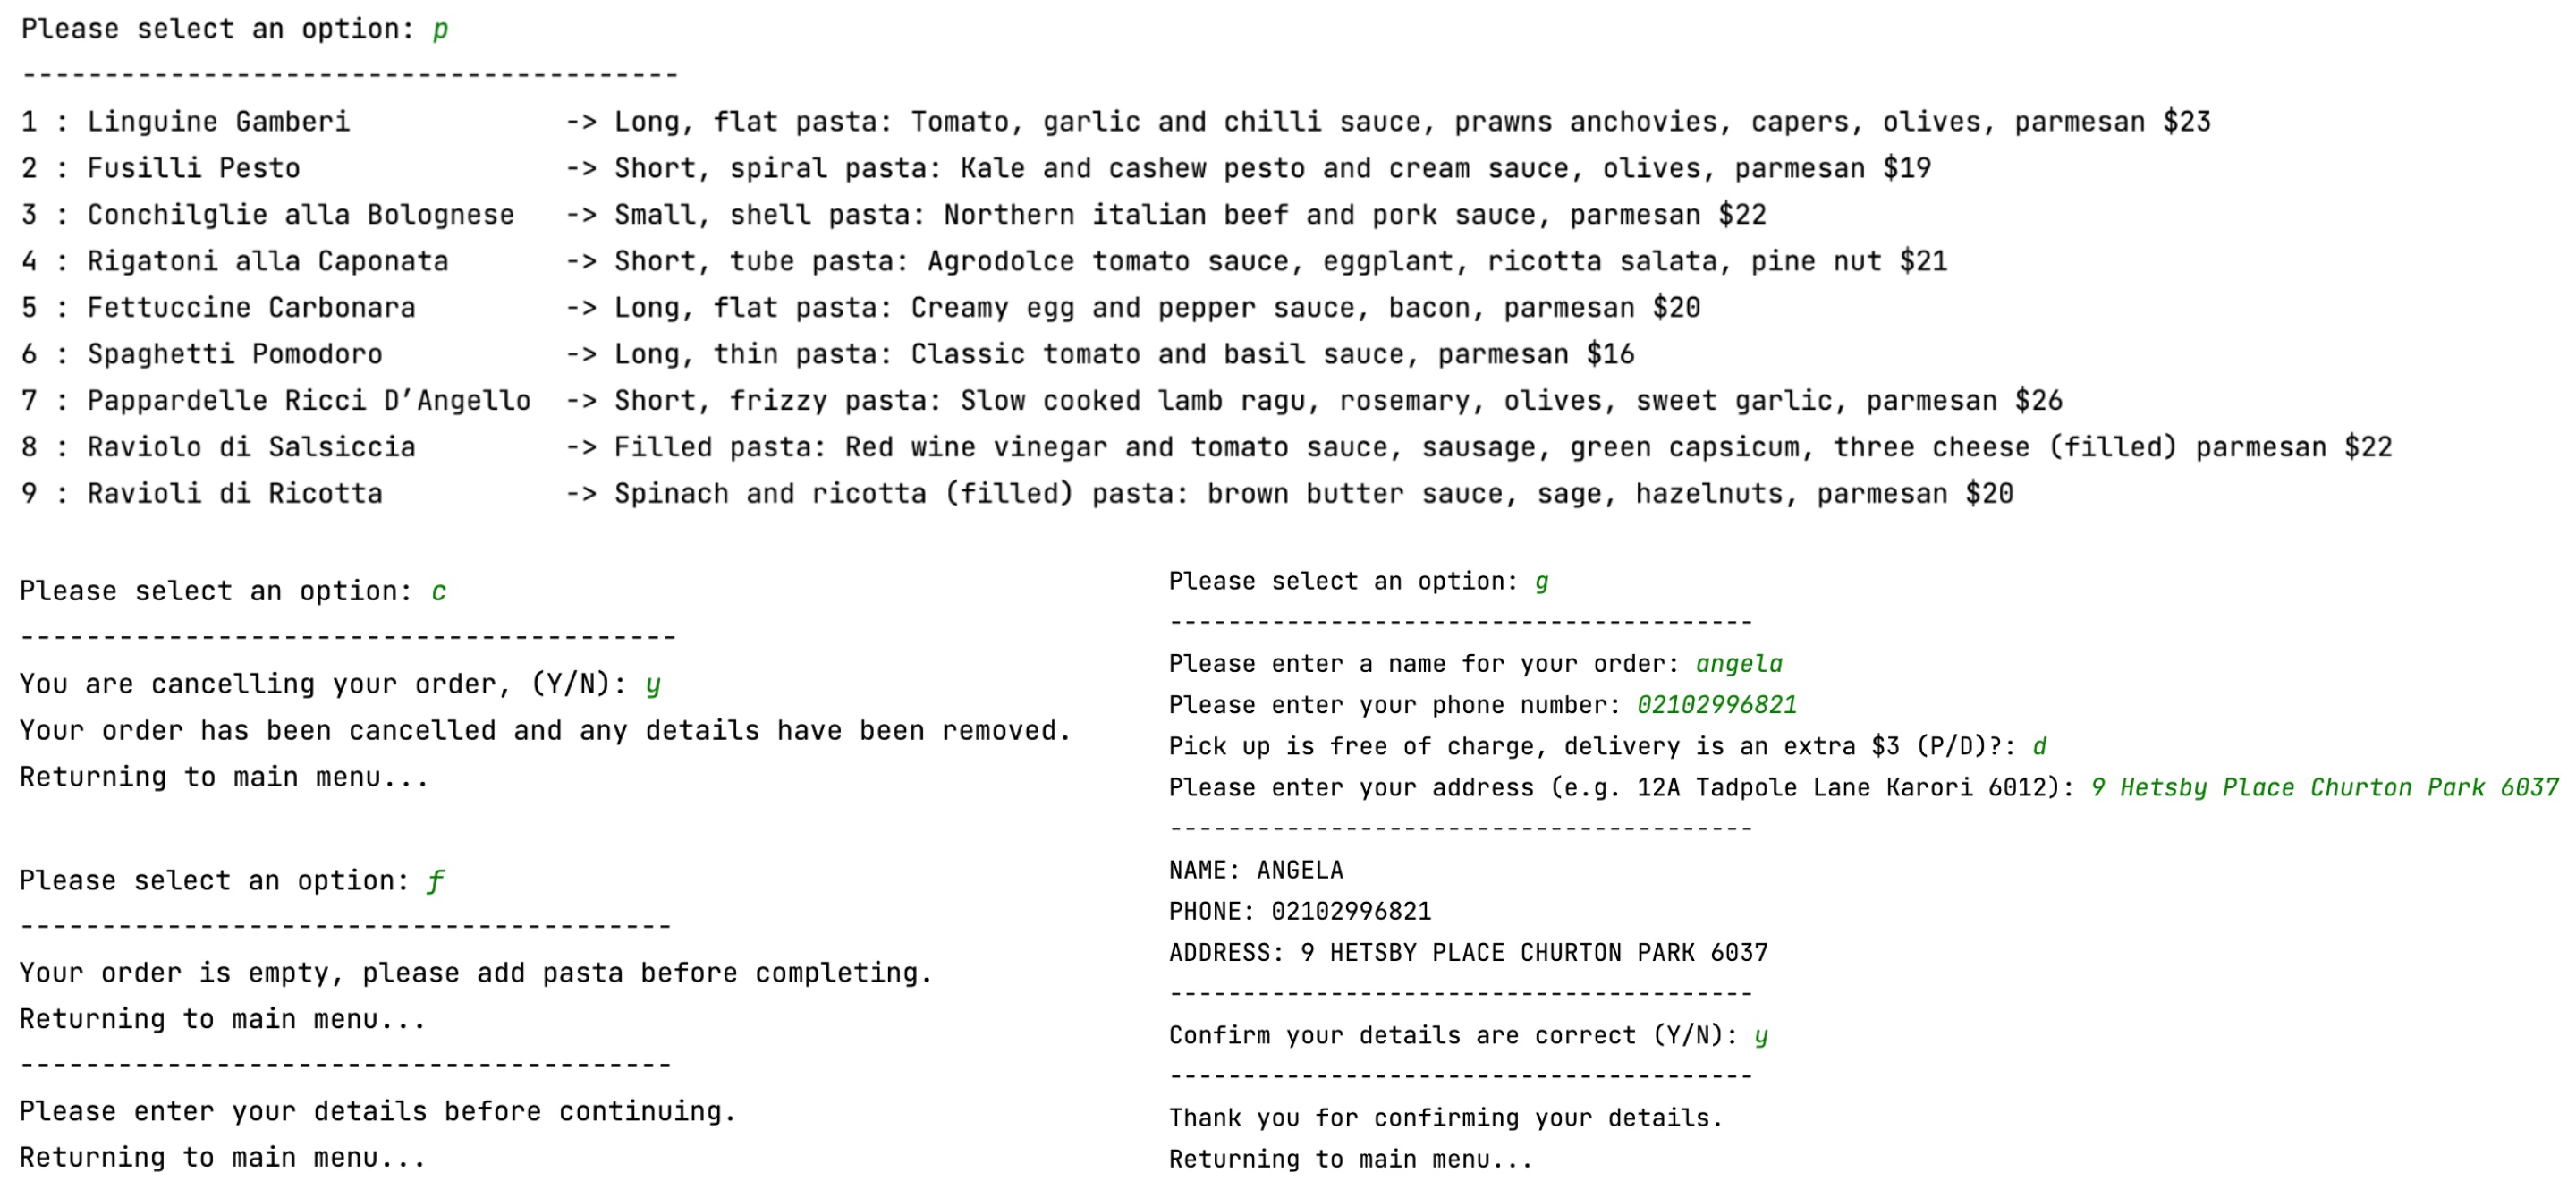 Please select an option: p
----------------------------------------
1 : Linguine Gamberi             -> Long, flat pasta: Tomato, garlic and chilli sauce, prawns anchovies, capers, olives, parmesan $23
2 : Fusilli Pesto                -> Short, spiral pasta: Kale and cashew pesto and cream sauce, olives, parmesan $19
3 : Conchilglie alla Bolognese   -> Small, shell pasta: Northern italian beef and pork sauce, parmesan $22
4 : Rigatoni alla Caponata       -> Short, tube pasta: Agrodolce tomato sauce, eggplant, ricotta salata, pine nut $21
5 : Fettuccine Carbonara         -> Long, flat pasta: Creamy egg and pepper sauce, bacon, parmesan $20
6 : Spaghetti Pomodoro           -> Long, thin pasta: Classic tomato and basil sauce, parmesan $16
7 : Pappardelle Ricci D’Angello  -> Short, frizzy pasta: Slow cooked lamb ragu, rosemary, olives, sweet garlic, parmesan $26
8 : Raviolo di Salsiccia         -> Filled pasta: Red wine vinegar and tomato sauce, sausage, green capsicum, three cheese (filled) parmesan $22
9 : Ravioli di Ricotta           -> Spinach and ricotta (filled) pasta: brown butter sauce, sage, hazelnuts, parmesan $20
Please select an option: c
----------------------------------------
You are cancelling your order, (Y/N): y
Your order has been cancelled and any details have been removed.
Returning to main menu...
Please select an option: f
----------------------------------------
Your order is empty, please add pasta before completing.
Returning to main menu...
----------------------------------------
Please enter your details before continuing.
Returning to main menu...
Please select an option: g
----------------------------------------
Please enter a name for your order: angela
Please enter your phone number: 02102996821
Pick up is free of charge, delivery is an extra $3 (P/D)?: d
Please enter your address (e.g. 12A Tadpole Lane Karori 6012): 9 Hetsby Place Churton Park 6037
----------------------------------------
NAME: ANGELA
PHONE: 02102996821
ADDRESS: 9 HETSBY PLACE CHURTON PARK 6037
----------------------------------------
Confirm your details are correct (Y/N): y
----------------------------------------
Thank you for confirming your details.
Returning to main menu...